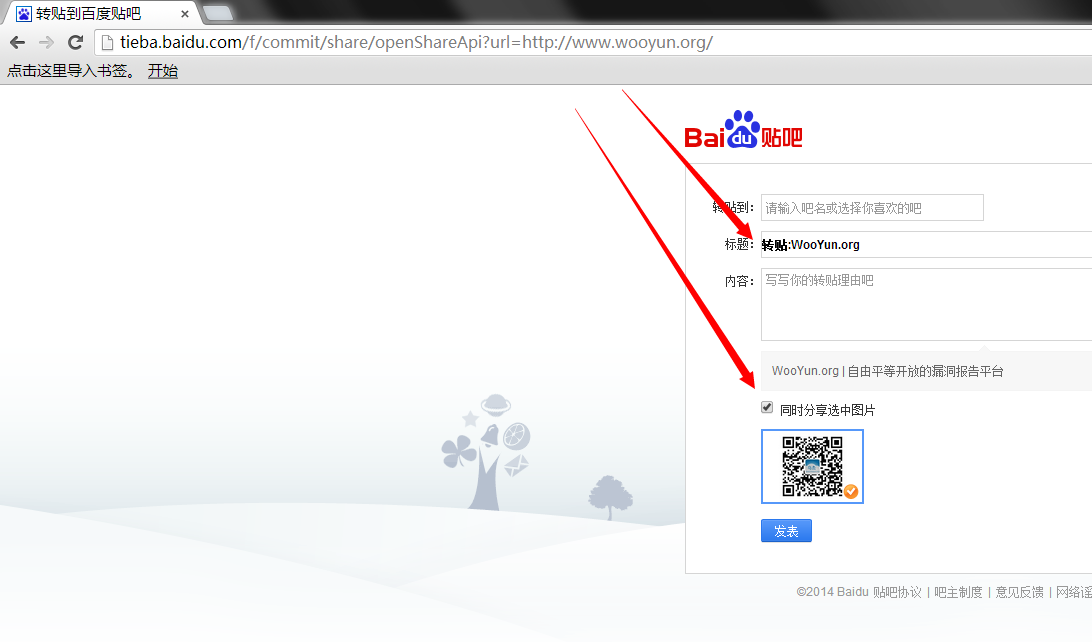 转贴到百度贴吧
tieba.baidu.com/f/commit/share/openShareApi?url=http://www.wooyun.org/
点击这里导入书签。 开始
Bai du 贴吧
转贴到： 请输入吧名或选择你喜欢的吧
标题： 转贴:WooYun.org
内容： 写写你的转贴理由吧
WooYun.org | 自由平等开放的漏洞报告平台
同时分享选中图片
发表
©2014 Baidu 贴吧协议 | 吧主制度 | 意见反馈 | 网络谣